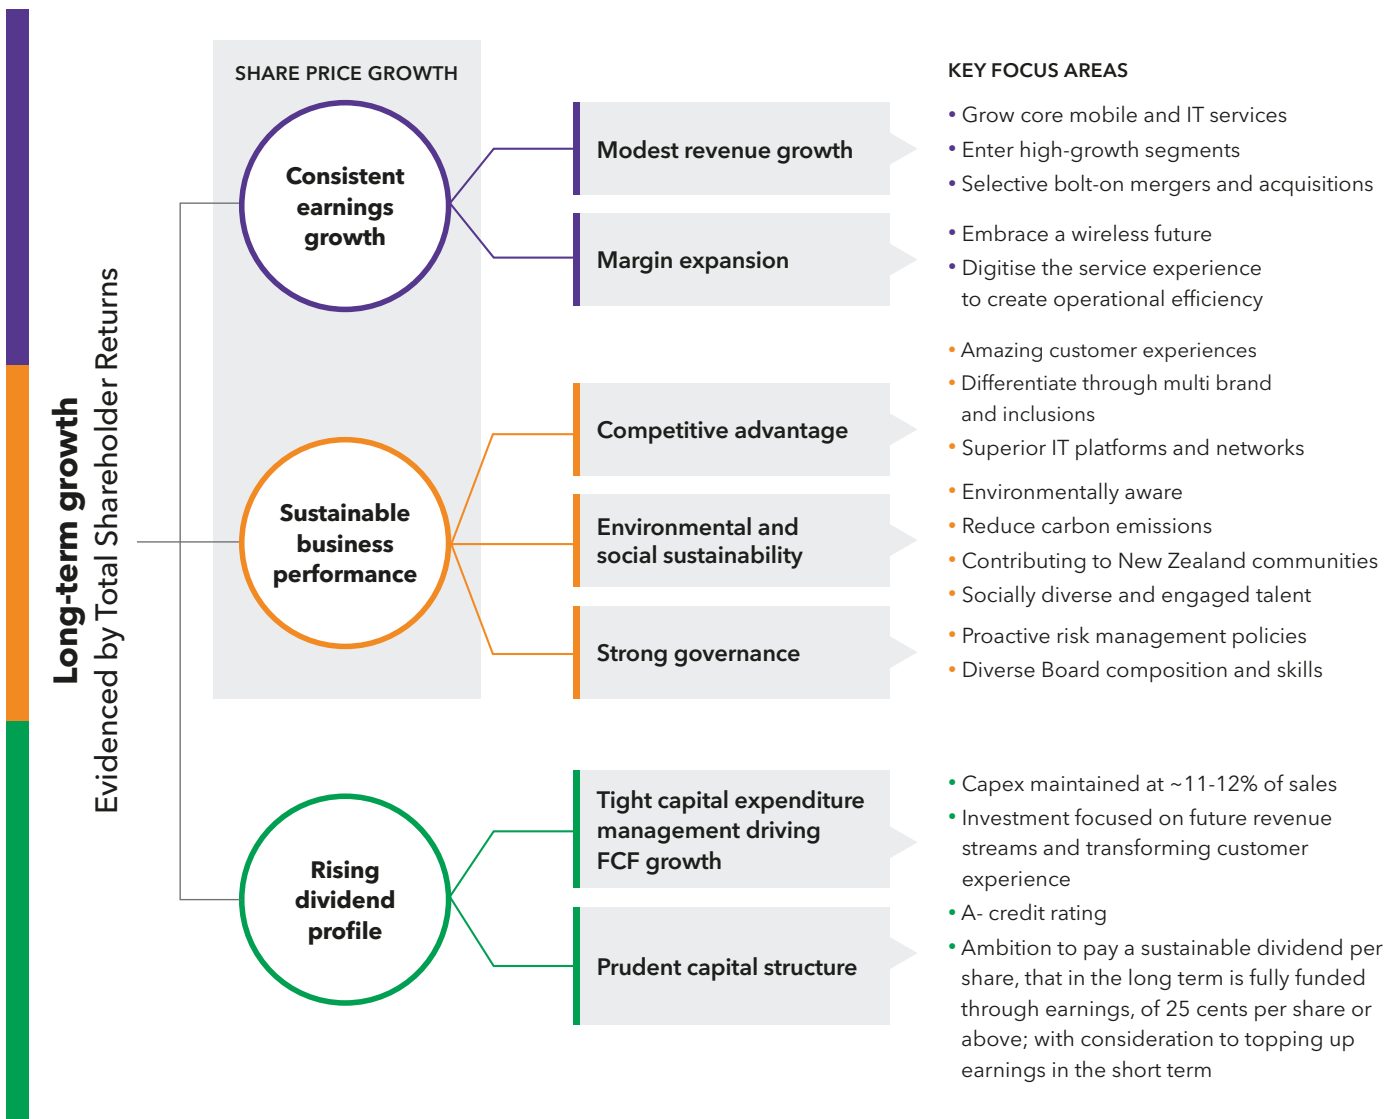 Long-term growth
Evidenced by Total Shareholder Returns
SHARE PRICE GROWTH
Consistent
earnings
growth
Modest revenue growth
Margin expansion
KEY FOCUS AREAS
• Grow core mobile and IT services
• Enter high-growth segments
• Selective bolt-on mergers and acquisitions
• Embrace a wireless future
• Digitise the service experience
to create operational efficiency
Sustainable
business
performance
Competitive advantage
• Amazing customer experiences
• Differentiate through multi brand
and inclusions
• Superior IT platforms and networks
Environmental and
social sustainability
• Environmentally aware
• Reduce carbon emissions
• Contributing to New Zealand communities
• Socially diverse and engaged talent
Strong governance
• Proactive risk management policies
• Diverse Board composition and skills
Rising
dividend
profile
Tight capital expenditure
management driving
FCF growth
• Capex maintained at ~11-12% of sales
• Investment focused on future revenue
streams and transforming customer
experience
Prudent capital structure
• A- credit rating
• Ambition to pay a sustainable dividend per
share, that in the long term is fully funded
through earnings, of 25 cents per share or
above; with consideration to topping up
earnings in the short term